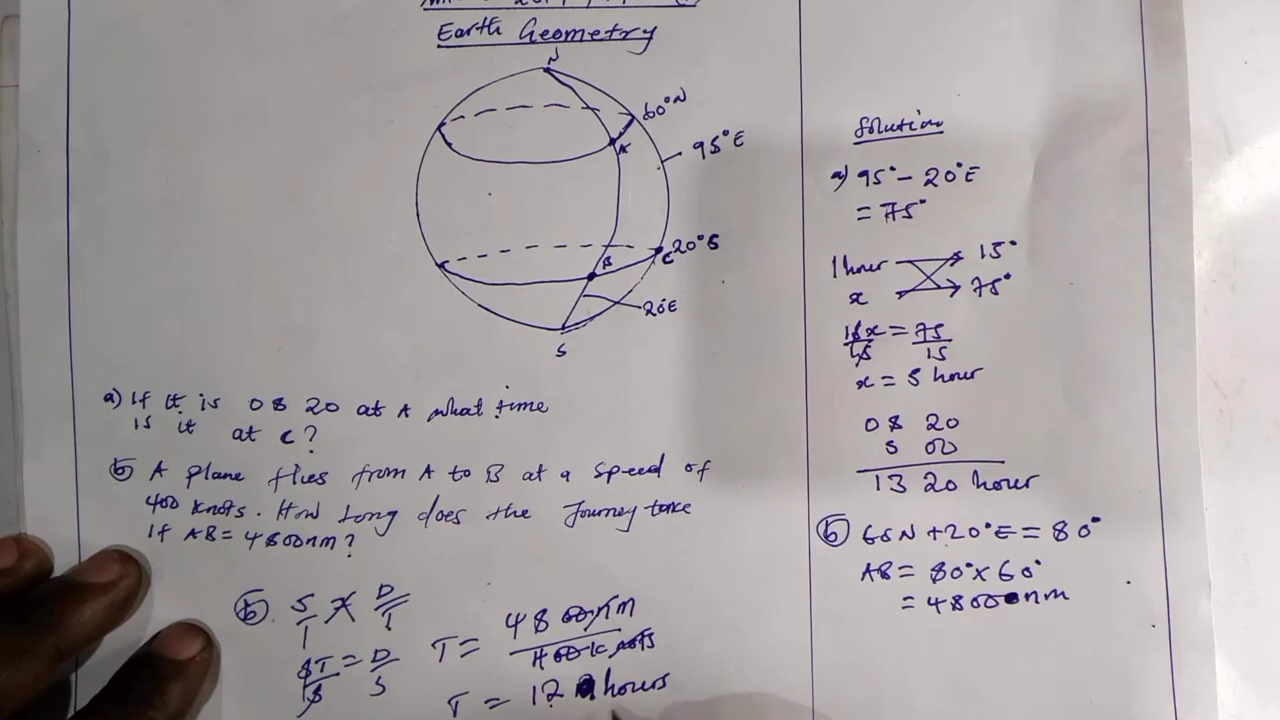 Earth Geometry
N
60°N
A
95°E
20°S
B
C
20°E
S
a) If it is 08 20 at A what time
is it at C?
b) A plane flies from A to B at a speed of
400 knots. How long does the Journey take
If AB = 4800nm?
b). S/1 X D/T
ST/S = D/S
T = 4800nm/400 knots
T = 12 hours
Solution
a) 95° - 20°E
= 75°
1 hour 15°
x 75°
15x/15 = 75/15
x = 5 hour
08 20
5 00
13 20 hour
b) 60N + 20°E = 80°
AB = 80° x 60°
= 4800nm